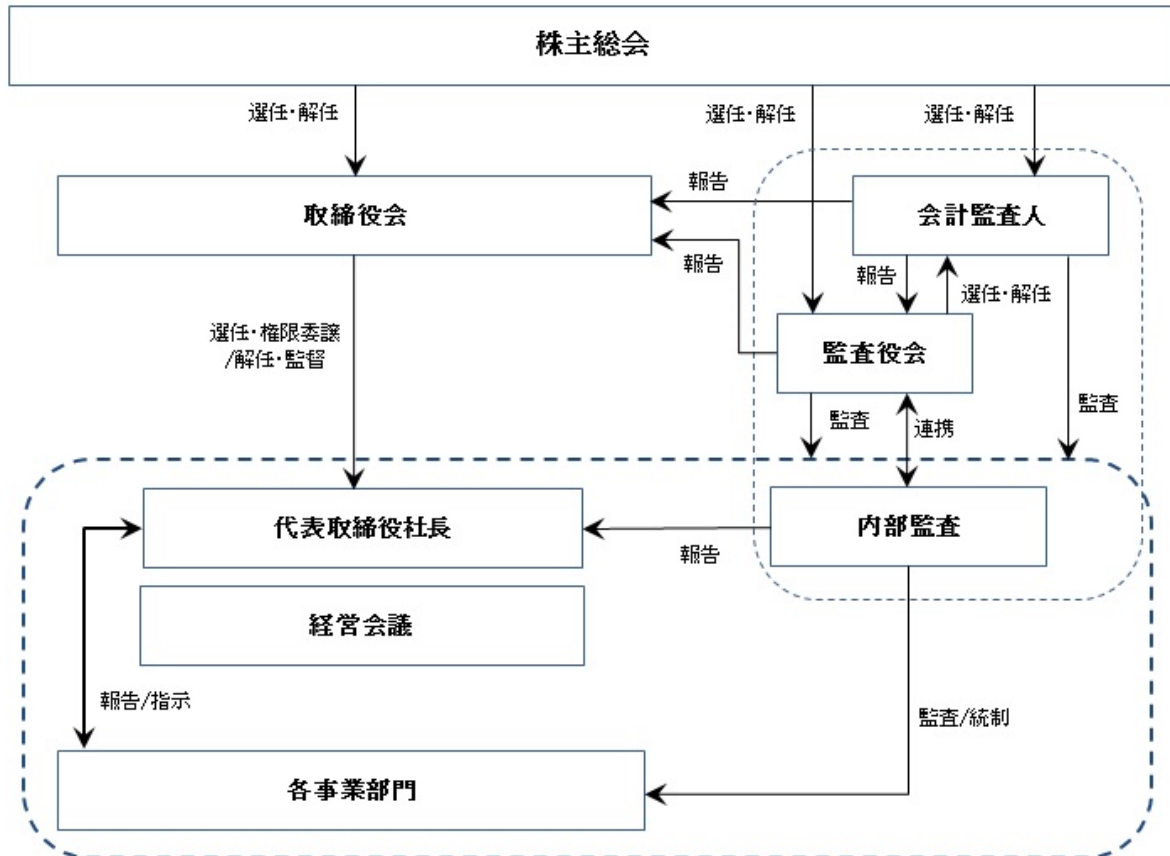 株主総会
選任・解任
選任・解任
選任・解任
取締役会
報告
会計監査人
報告
報告
選任・解任
選任・権限委譲
/解任・監督
監査役会
監査
連携
監査
代表取締役社長
報告
内部監査
経営会議
報告/指示
監査/統制
各事業部門